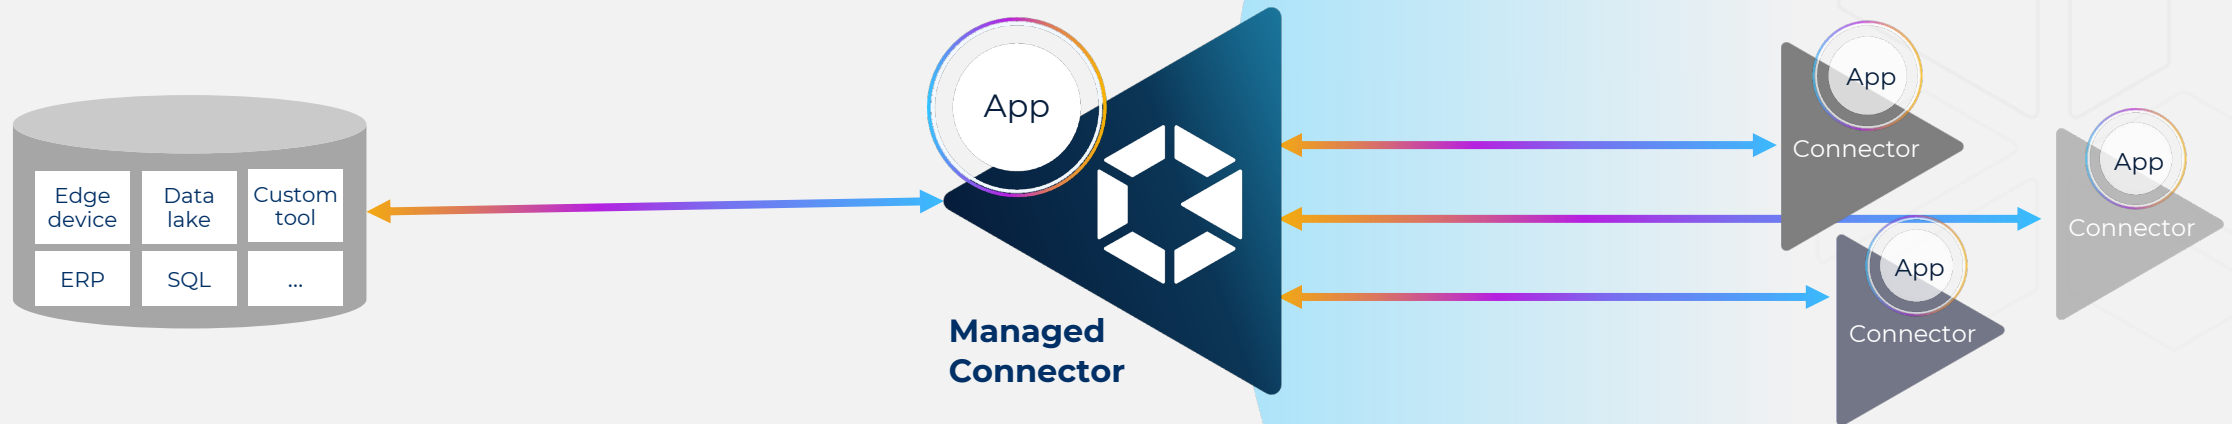 Edge
device
Data
lake
Custom
tool
ERP
SQL
...
App
Managed
Connector
App
Connector
App
Connector
App
Connector